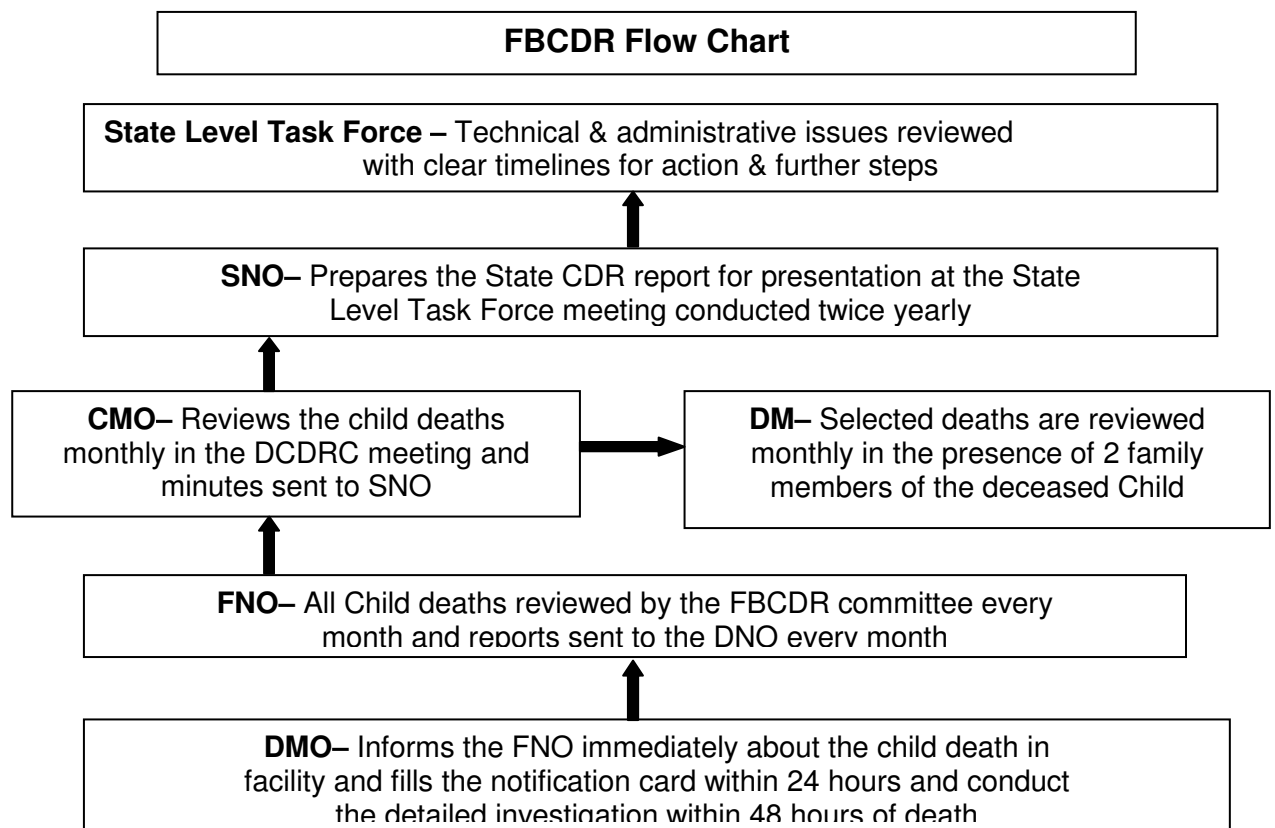 FBCDR Flow Chart
State Level Task Force – Technical & administrative issues reviewed
with clear timelines for action & further steps
SNO– Prepares the State CDR report for presentation at the State
Level Task Force meeting conducted twice yearly
CMO– Reviews the child deaths
monthly in the DCDRC meeting and
minutes sent to SNO
DM– Selected deaths are reviewed
monthly in the presence of 2 family
members of the deceased Child
FNO– All Child deaths reviewed by the FBCDR committee every
month and reports sent to the DNO every month
DMO– Informs the FNO immediately about the child death in
facility and fills the notification card within 24 hours and conduct
the detailed investigation within 48 hours of death